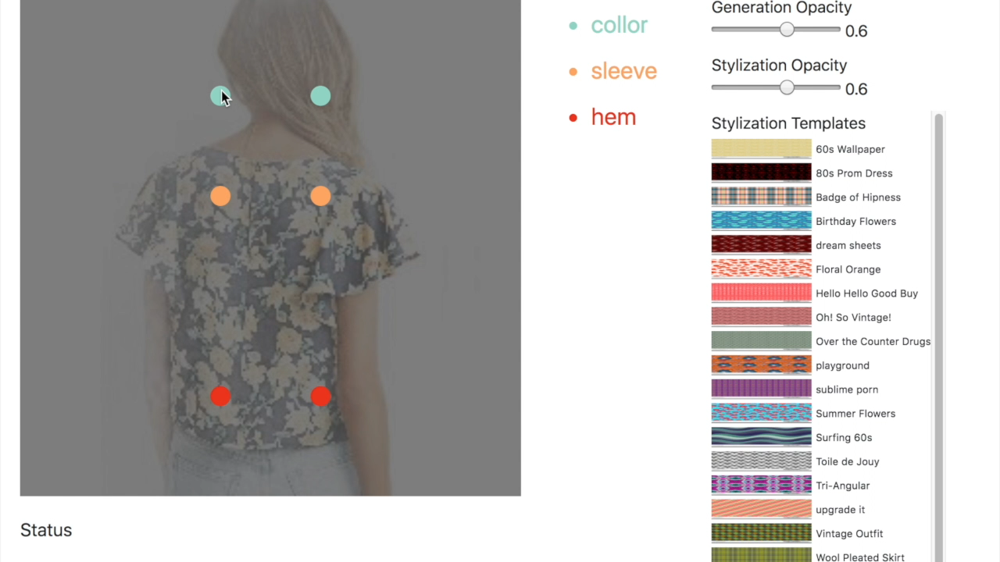 collor
sleeve
hem
Generation Opacity
0.6
Stylization Opacity
0.6
Stylization Templates
60s Wallpaper
80s Prom Dress
Badge of Hipness
Birthday Flowers
dream sheets
Floral Orange
Hello Hello Good Buy
Oh! So Vintage!
Over the Counter Drugs
playground
sublime porn
Summer Flowers
Surfing 60s
Toile de Jouy
Tri-Angular
upgrade it
Vintage Outfit
Wool Pleated Skirt
Status